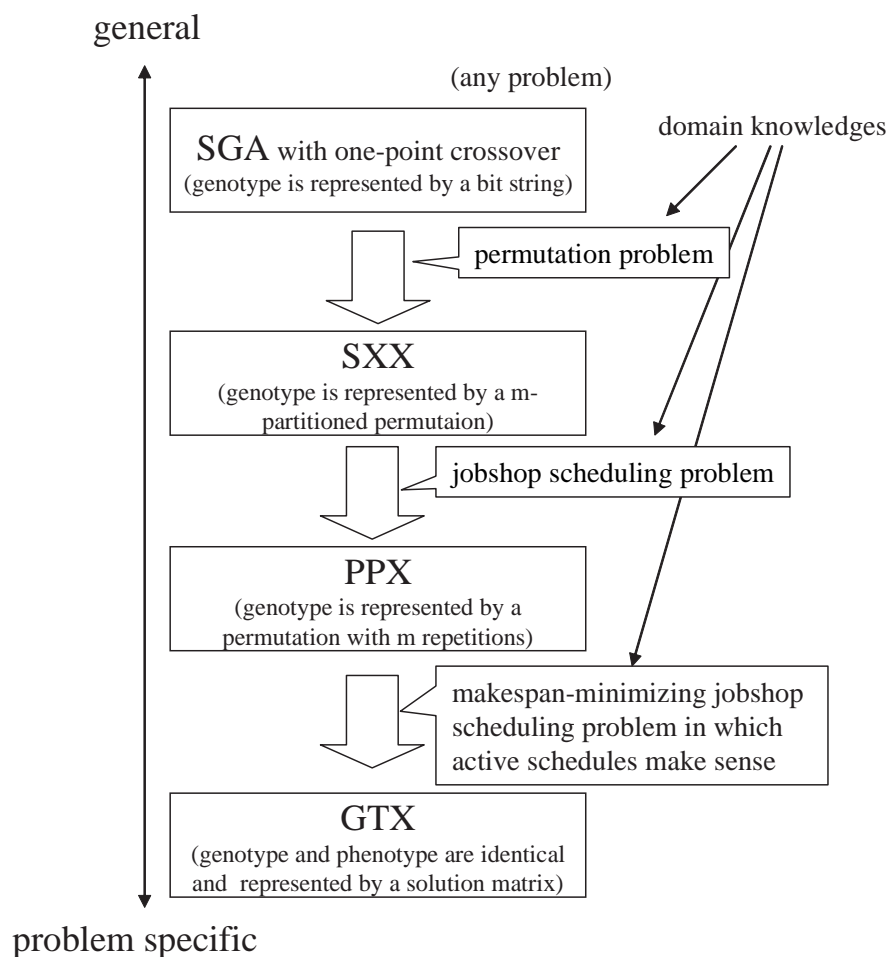 general
(any problem)
domain knowledges
SGA with one-point crossover
(genotype is represented by a bit string)
permutation problem
SXX
(genotype is represented by a m-
partitioned permutaion)
jobshop scheduling problem
PPX
(genotype is represented by a
permutation with m repetitions)
makespan-minimizing jobshop
scheduling problem in which
active schedules make sense
GTX
(genotype and phenotype are identical
and represented by a solution matrix)
problem specific